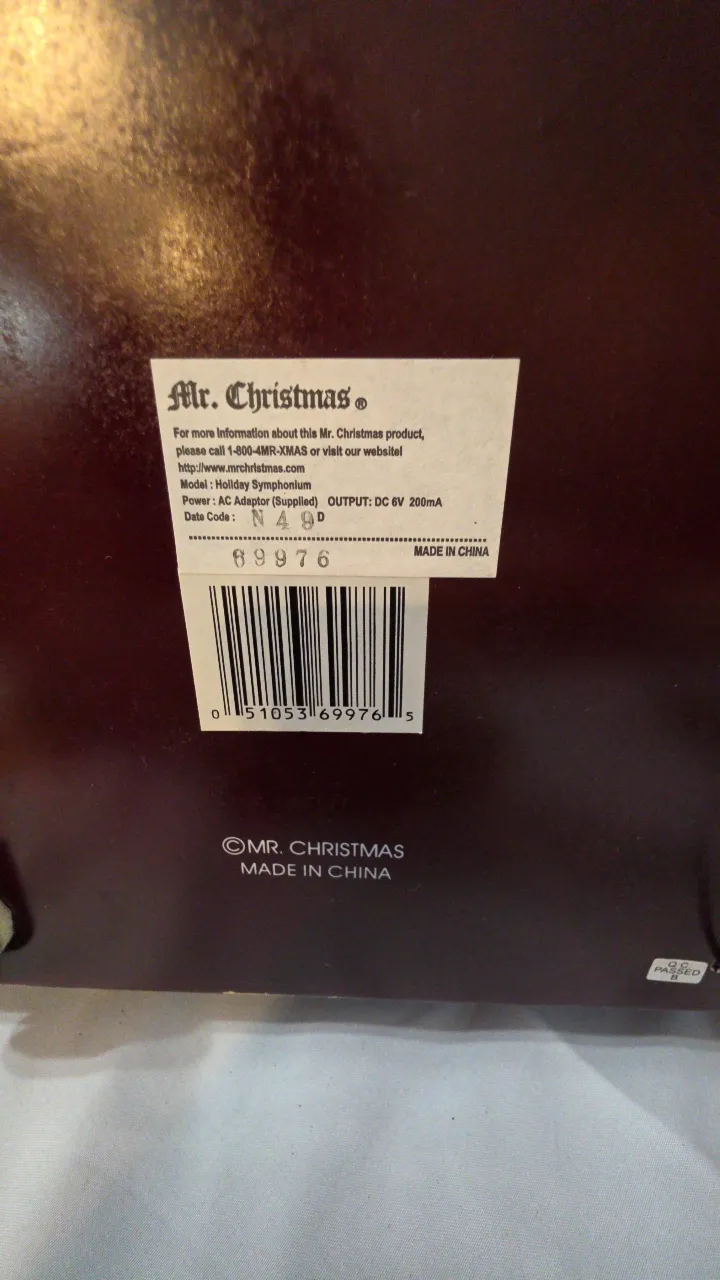 Mr. Christmas ®
For more information about this Mr. Christmas product,
please call 1-800-4MR-XMAS or visit our website!
http://www.mrchristmas.com
Model : Holiday Symphonium
Power : AC Adaptor (Supplied) OUTPUT: DC 6V 200mA
Date Code : N 4 9 D
69976 MADE IN CHINA
0 51053 69976 5
©MR. CHRISTMAS
MADE IN CHINA
Q.C.
PASSED
B